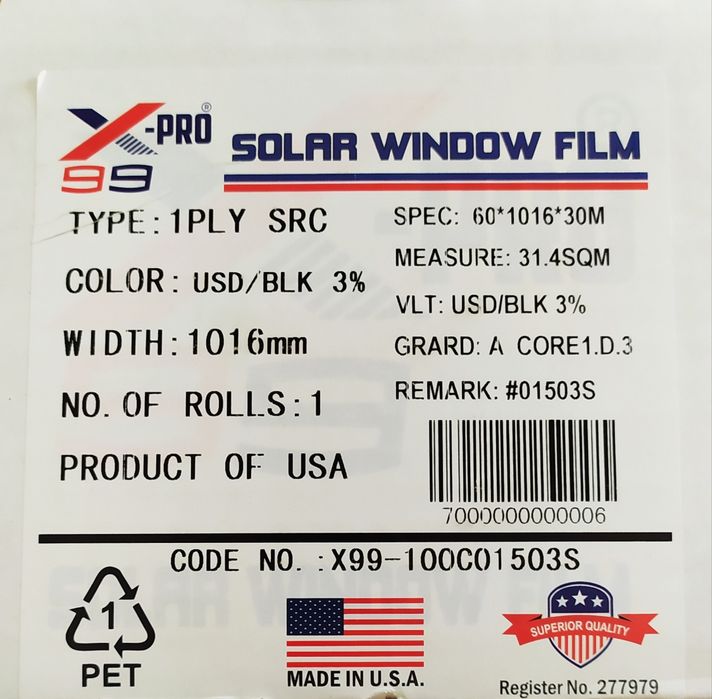 X-PRO®
99
SOLAR WINDOW FILM
TYPE: 1PLY SRC
COLOR: USD/BLK 3%
WIDTH: 1016mm
NO. OF ROLLS: 1
PRODUCT OF USA
SPEC: 60*1016*30M
MEASURE: 31.4SQM
VLT: USD/BLK 3%
GRARD: A CORE1.D.3
REMARK: #01503S
7000000000006
CODE NO. :X99-100C01503S
1
PET
MADE IN U.S.A.
SUPERIOR QUALITY
Register No. 277979